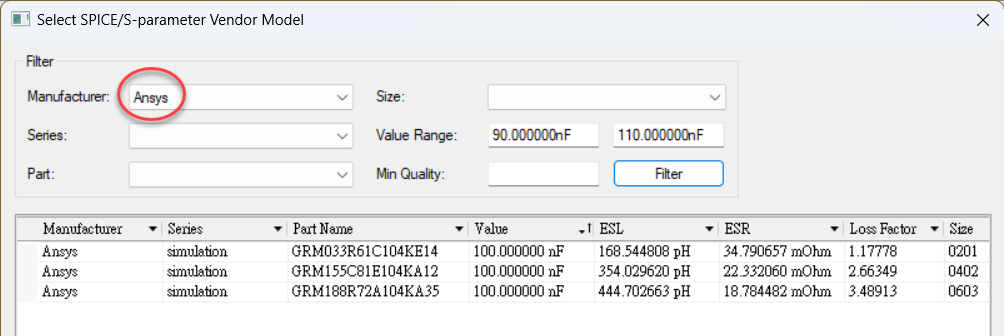 Select SPICE/S-parameter Vendor Model
Filter
Manufacturer: Ansys Size:
Series: Value Range: 90.000000nF 110.000000nF
Part: Min Quality: Filter
Manufacturer Series Part Name Value ESL ESR Loss Factor Size
Ansys simulation GRM033R61C104KE14 100.000000 nF 168.544808 pH 34.790657 mOhm 1.17778 0201
Ansys simulation GRM155C81E104KA12 100.000000 nF 354.029620 pH 22.332060 mOhm 2.66349 0402
Ansys simulation GRM188R72A104KA35 100.000000 nF 444.702663 pH 18.784482 mOhm 3.48913 0603